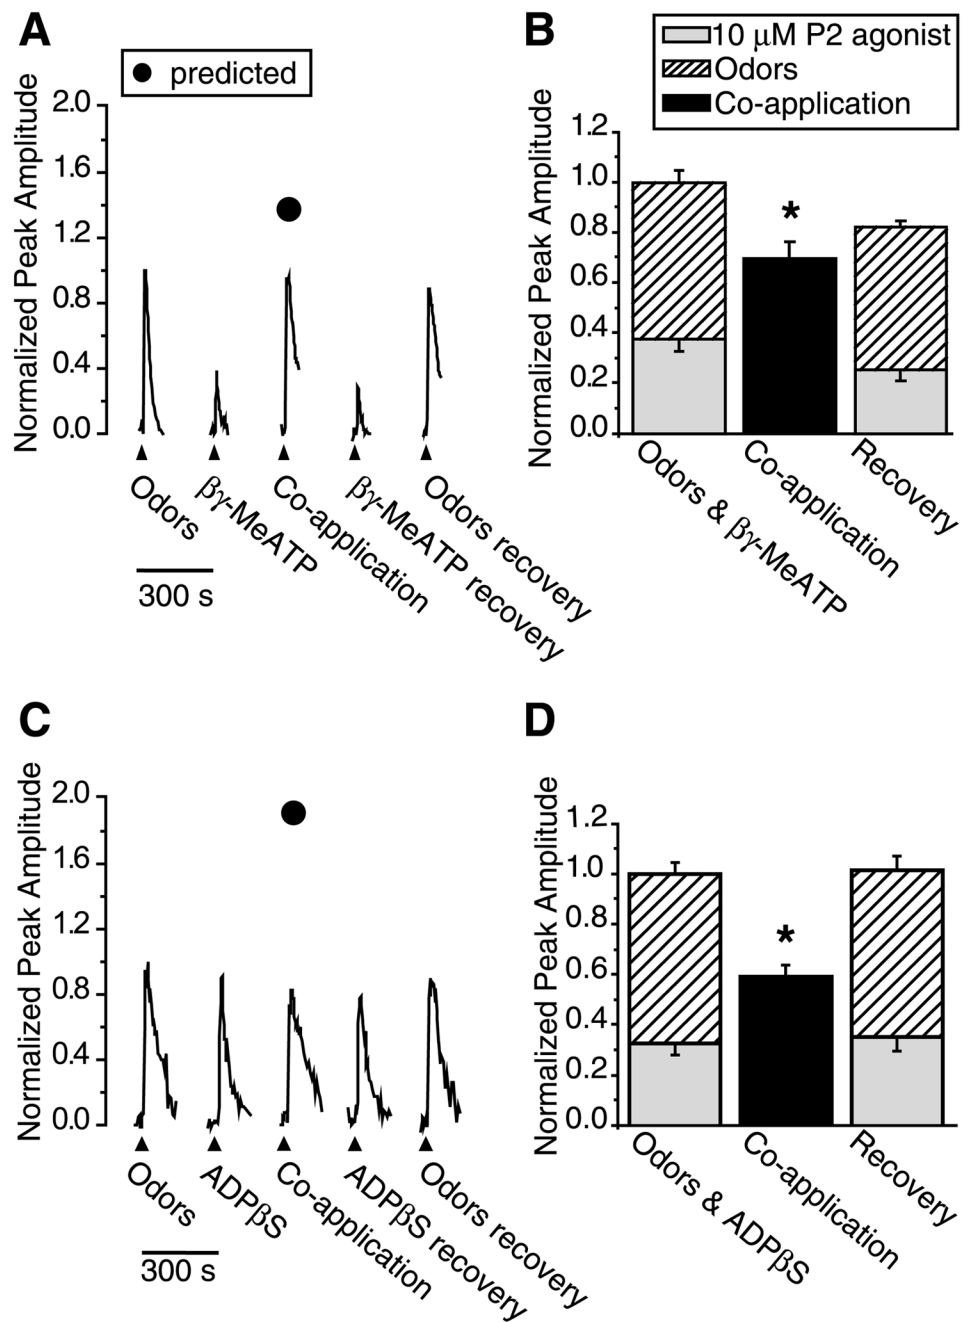 A
predicted
Normalized Peak Amplitude
2.0
1.6
1.2
0.8
0.4
0.0
Odors
βγ-MeATP
Co-application
βγ-MeATP recovery
Odors recovery
300 s
B
10 μM P2 agonist
Odors
Co-application
Normalized Peak Amplitude
1.2
1.0
0.8
0.6
0.4
0.2
0.0
*
Odors & βγ-MeATP
Co-application
Recovery
C
Normalized Peak Amplitude
2.0
1.6
1.2
0.8
0.4
0.0
Odors
ADPβS
Co-application
ADPβS recovery
Odors recovery
300 s
D
Normalized Peak Amplitude
1.2
1.0
0.8
0.6
0.4
0.2
0.0
*
Odors & ADPβS
Co-application
Recovery